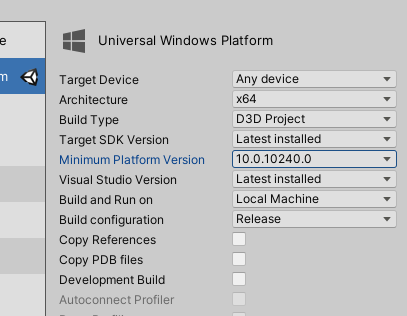 e
Universal Windows Platform
m
Target Device Any device
Architecture x64
Build Type D3D Project
Target SDK Version Latest installed
Minimum Platform Version 10.0.10240.0
Visual Studio Version Latest installed
Build and Run on Local Machine
Build configuration Release
Copy References
Copy PDB files
Development Build
Autoconnect Profiler